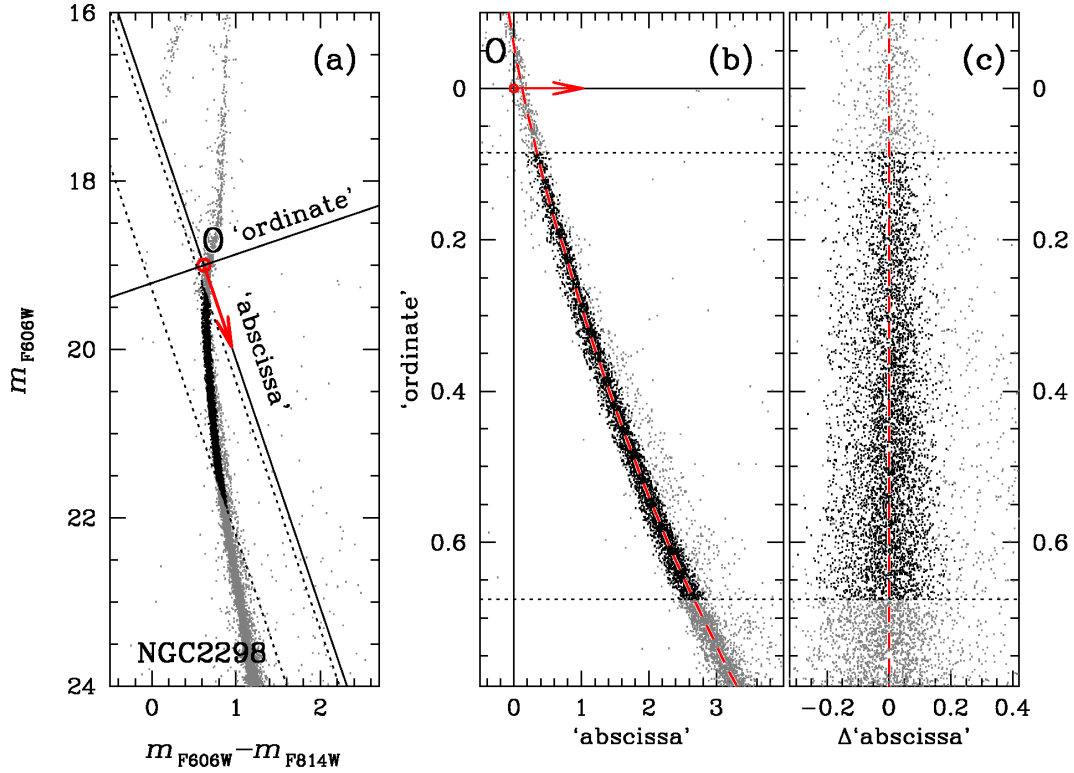 16
18
20
22
24
0
1
2
m F606W
m F606W−m F814W
(a)
O 'ordinate'
'abscissa'
NGC2298
O
(b)
0
0.2
0.4
0.6
'ordinate'
0
1
2
3
'abscissa'
(c)
0
0.2
0.4
0.6
−0.2
0
0.2
0.4
Δ'abscissa'